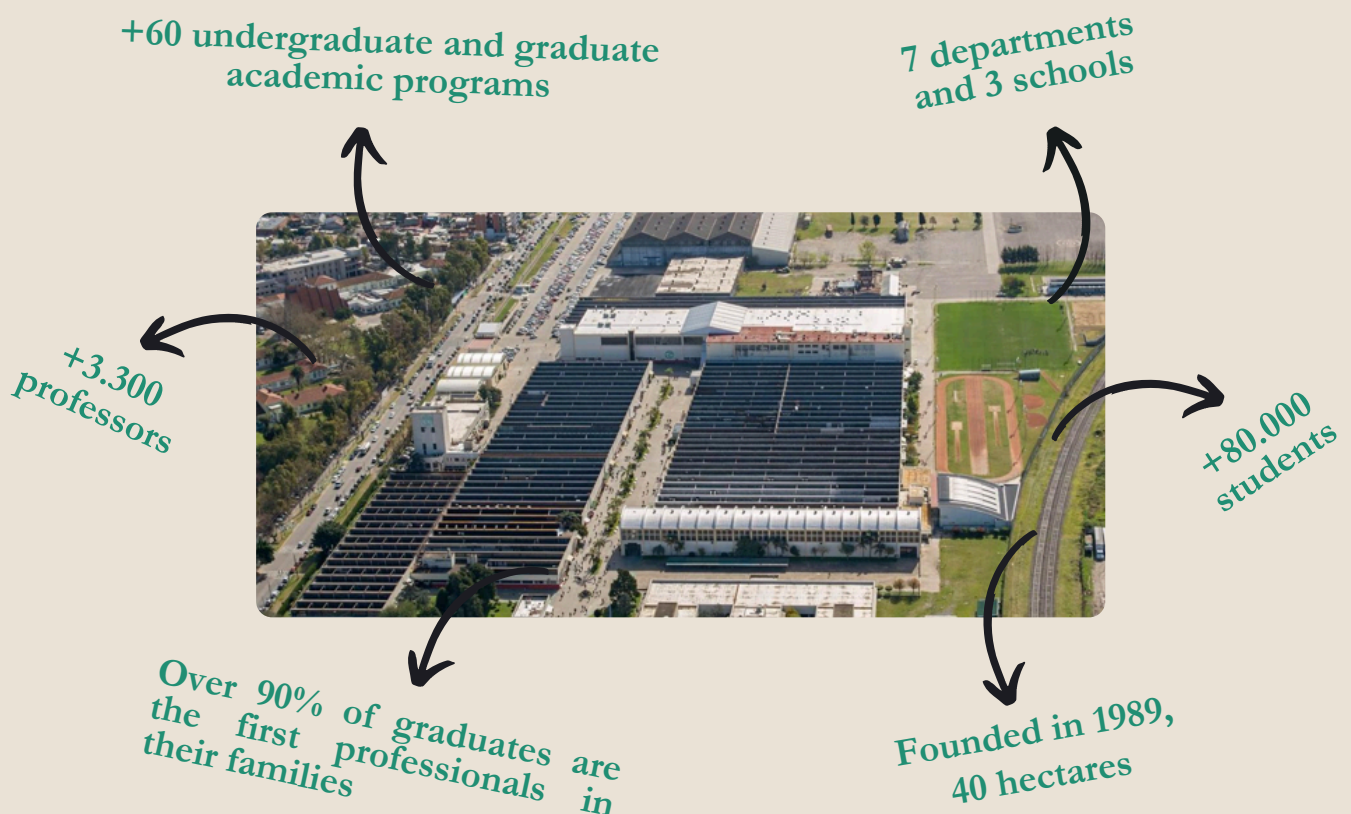 +60 undergraduate and graduate
academic programs
7 departments
and 3 schools
+3.300
professors
+80.000
students
Over 90% of graduates are
the first professionals in
their families
Founded in 1989,
40 hectares